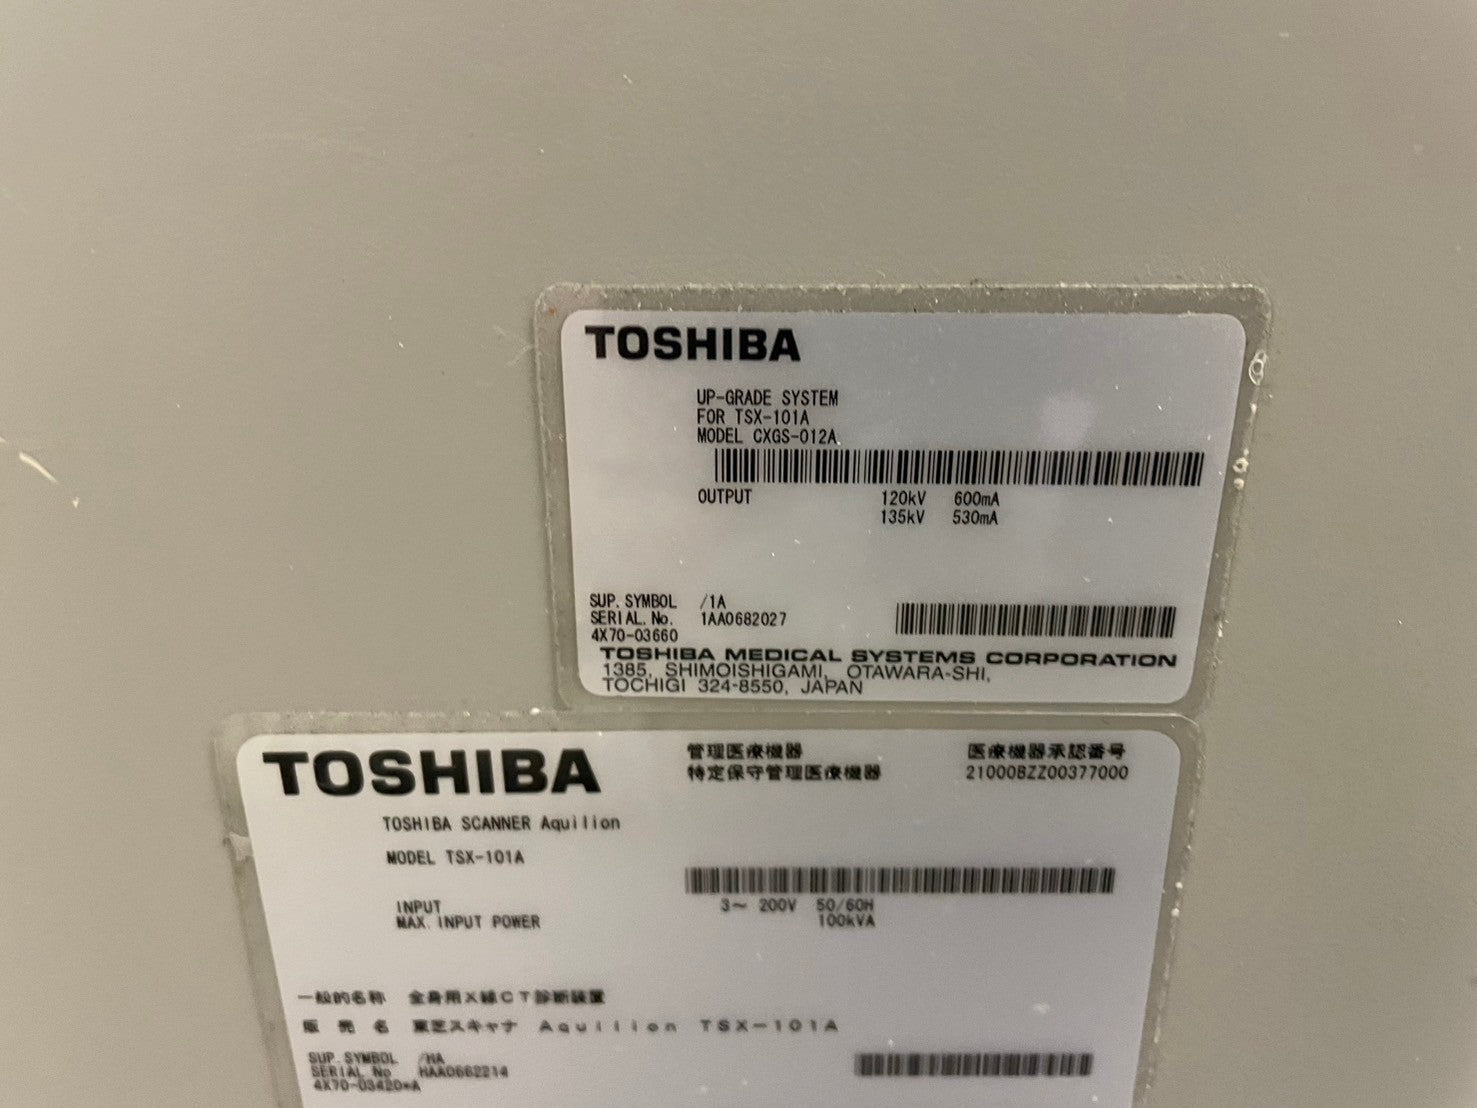 TOSHIBA
UP-GRADE SYSTEM
FOR TSX-101A
MODEL CXGS-012A
OUTPUT 120kV 600mA
135kV 530mA
SUP. SYMBOL /1A
SERIAL. No. 1AA0682027
4X70-03660
TOSHIBA MEDICAL SYSTEMS CORPORATION
1385, SHIMOISHIGAMI, OTAWARA-SHI,
TOCHIGI 324-8550, JAPAN
TOSHIBA 管理医療機器 医療機器承認番号
特定保守管理医療機器 21000BZZ00377000
TOSHIBA SCANNER Aquilion
MODEL TSX-101A
INPUT 3～ 200V 50/60H
MAX. INPUT POWER 100kVA
一般的名称 全身用X線CT診断装置
販売名 東芝スキャナ Aquilion TSX-101A
SUP. SYMBOL /HA
SERIAL No HAA0662214
4X70-03420*A